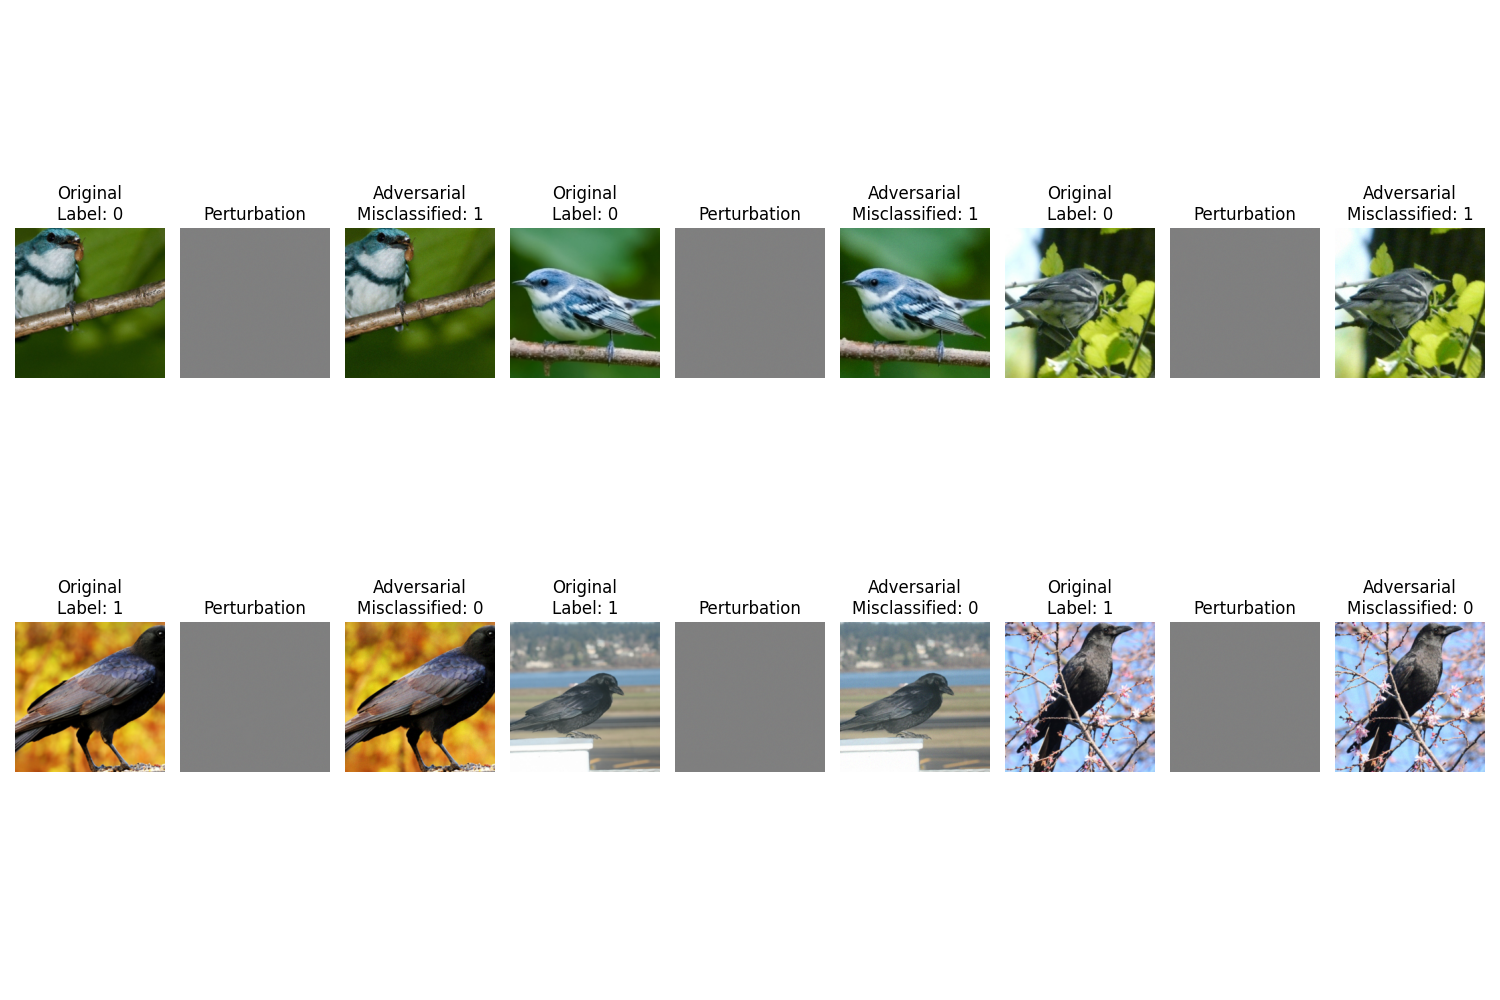 Original
Label: 0
Perturbation
Adversarial
Misclassified: 1
Original
Label: 0
Perturbation
Adversarial
Misclassified: 1
Original
Label: 0
Perturbation
Adversarial
Misclassified: 1
Original
Label: 1
Perturbation
Adversarial
Misclassified: 0
Original
Label: 1
Perturbation
Adversarial
Misclassified: 0
Original
Label: 1
Perturbation
Adversarial
Misclassified: 0